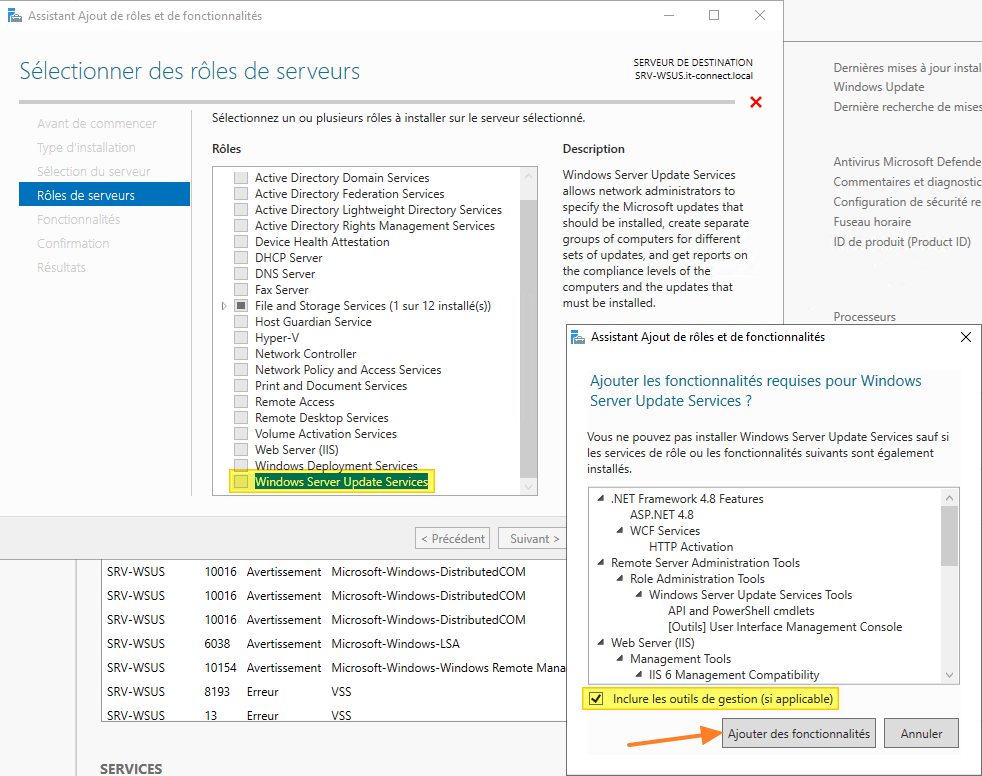 Assistant Ajout de rôles et de fonctionnalités
Sélectionner des rôles de serveurs
SERVEUR DE DESTINATION
SRV-WSUS.it-connect.local
Avant de commencer
Type d'installation
Sélection du serveur
Rôles de serveurs
Fonctionnalités
Confirmation
Résultats
Sélectionnez un ou plusieurs rôles à installer sur le serveur sélectionné.
Rôles
Active Directory Domain Services
Active Directory Federation Services
Active Directory Lightweight Directory Services
Active Directory Rights Management Services
Device Health Attestation
DHCP Server
DNS Server
Fax Server
File and Storage Services (1 sur 12 installé(s))
Host Guardian Service
Hyper-V
Network Controller
Network Policy and Access Services
Print and Document Services
Remote Access
Remote Desktop Services
Volume Activation Services
Web Server (IIS)
Windows Deployment Services
Windows Server Update Services
Description
Windows Server Update Services
allows network administrators to
specify the Microsoft updates that
should be installed, create separate
groups of computers for different
sets of updates, and get reports on
the compliance levels of the
computers and the updates that
must be installed.
< Précédent
Suivant >
Dernières mises à jour instal
Windows Update
Dernière recherche de mises
Antivirus Microsoft Defende
Commentaires et diagnostic
Configuration de sécurité re
Fuseau horaire
ID de produit (Product ID)
Processeurs
Assistant Ajout de rôles et de fonctionnalités
Ajouter les fonctionnalités requises pour Windows
Server Update Services ?
Vous ne pouvez pas installer Windows Server Update Services sauf si
les services de rôle ou les fonctionnalités suivants sont également
installés.
.NET Framework 4.8 Features
ASP.NET 4.8
WCF Services
HTTP Activation
Remote Server Administration Tools
Role Administration Tools
Windows Server Update Services Tools
API and PowerShell cmdlets
[Outils] User Interface Management Console
Web Server (IIS)
Management Tools
IIS 6 Management Compatibility
Inclure les outils de gestion (si applicable)
Ajouter des fonctionnalités
Annuler
SRV-WSUS 10016 Avertissement Microsoft-Windows-DistributedCOM
SRV-WSUS 10016 Avertissement Microsoft-Windows-DistributedCOM
SRV-WSUS 10016 Avertissement Microsoft-Windows-DistributedCOM
SRV-WSUS 6038 Avertissement Microsoft-Windows-LSA
SRV-WSUS 10154 Avertissement Microsoft-Windows-Windows Remote Mana
SRV-WSUS 8193 Erreur VSS
SRV-WSUS 13 Erreur VSS
SERVICES